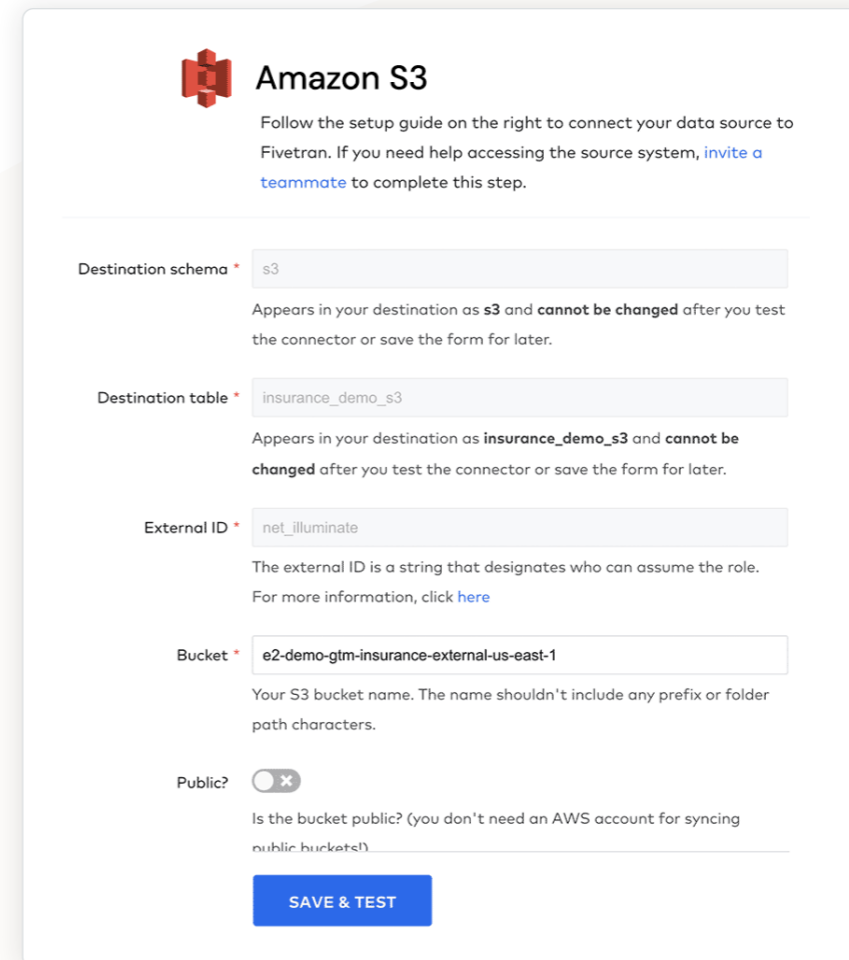 Amazon S3
Follow the setup guide on the right to connect your data source to
Fivetran. If you need help accessing the source system, invite a
teammate to complete this step.
Destination schema * s3
Appears in your destination as s3 and cannot be changed after you test
the connector or save the form for later.
Destination table * insurance_demo_s3
Appears in your destination as insurance_demo_s3 and cannot be
changed after you test the connector or save the form for later.
External ID * net_illuminate
The external ID is a string that designates who can assume the role.
For more information, click here
Bucket * e2-demo-gtm-insurance-external-us-east-1
Your S3 bucket name. The name shouldn't include any prefix or folder
path characters.
Public?
Is the bucket public? (you don't need an AWS account for syncing
public buckets!)
SAVE & TEST